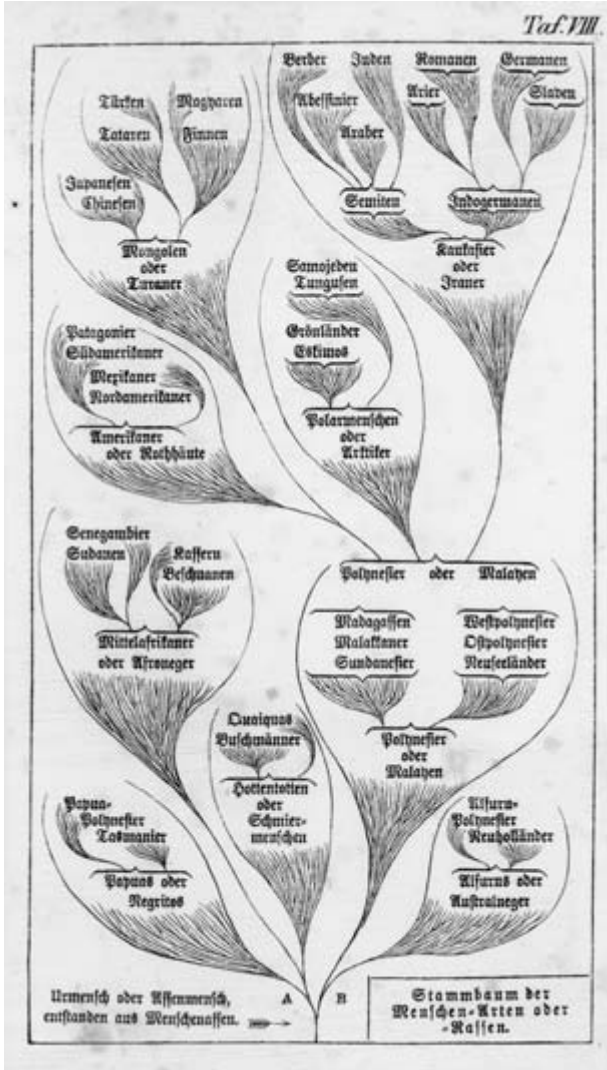 Taf. VIII.
Berber
Juden
Romanen
Germanen
Abessinier
Arier
Slaven
Araber
Semiten
Indogermanen
Kaukasier
oder
Iraner
Türken
Magyaren
Tataren
Finnen
Japanesen
Chinesen
Mongolen
oder
Turaner
Samojeden
Tungusen
Grönländer
Eskimos
Polarmenschen
oder
Arktiker
Patagonier
Südamerikaner
Mexikaner
Nordamerikaner
Amerikaner
oder Rothhäute
Senegambier
Sudanen
Kaffern
Beschuanen
Mittelafrikaner
oder Afroneger
Polynesier oder Malayen
Madagassen
Malakkaner
Sundanesier
Westpolynesier
Ostpolynesier
Neuseeländer
Polynesier
oder
Malayen
Quaiquas
Buschmänner
Hottentotten
oder
Schmier-
menschen
Papua-
Polynesier
Tasmanier
Papuas oder
Negritos
Alfuru-
Polynesier
Neuholländer
Alfurus oder
Australneger
Urmensch oder Affenmensch,
entstanden aus Menschenaffen.
A
B
Stammbaum der
Menschen-Arten oder
-Rassen.